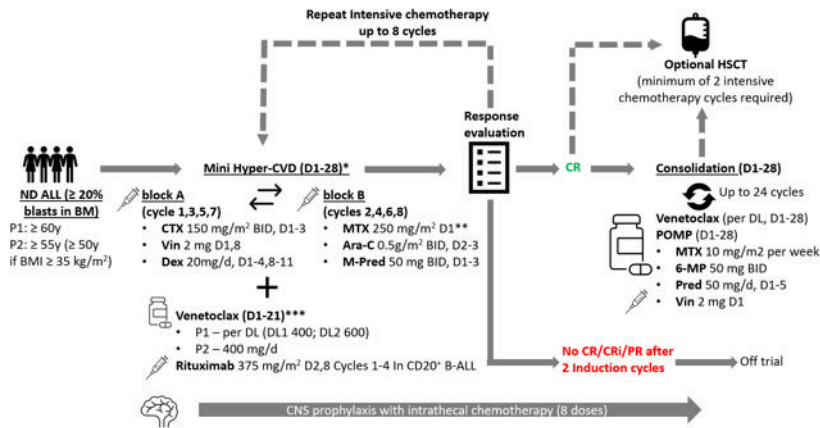 Repeat Intensive chemotherapy
up to 8 cycles
Optional HSCT
(minimum of 2 intensive
chemotherapy cycles required)
Response
evaluation
ND ALL (≥ 20%
blasts in BM)
P1: ≥ 60y
P2: ≥ 55y (≥ 50y
if BMI ≥ 35 kg/m²)
Mini Hyper-CVD (D1-28)*
block A
(cycle 1,3,5,7)
CTX 150 mg/m² BID, D1-3
Vin 2 mg D1,8
Dex 20mg/d, D1-4,8-11
block B
(cycles 2,4,6,8)
MTX 250 mg/m² D1**
Ara-C 0.5g/m² BID, D2-3
M-Pred 50 mg BID, D1-3
+
Venetoclax (D1-21)***
P1 – per DL (DL1 400; DL2 600)
P2 – 400 mg/d
Rituximab 375 mg/m² D2,8 Cycles 1-4 In CD20⁺ B-ALL
CR
Consolidation (D1-28)
Up to 24 cycles
Venetoclax (per DL, D1-28)
POMP (D1-28)
MTX 10 mg/m2 per week
6-MP 50 mg BID
Pred 50 mg/d, D1-5
Vin 2 mg D1
No CR/CRi/PR after
2 Induction cycles
Off trial
CNS prophylaxis with intrathecal chemotherapy (8 doses)